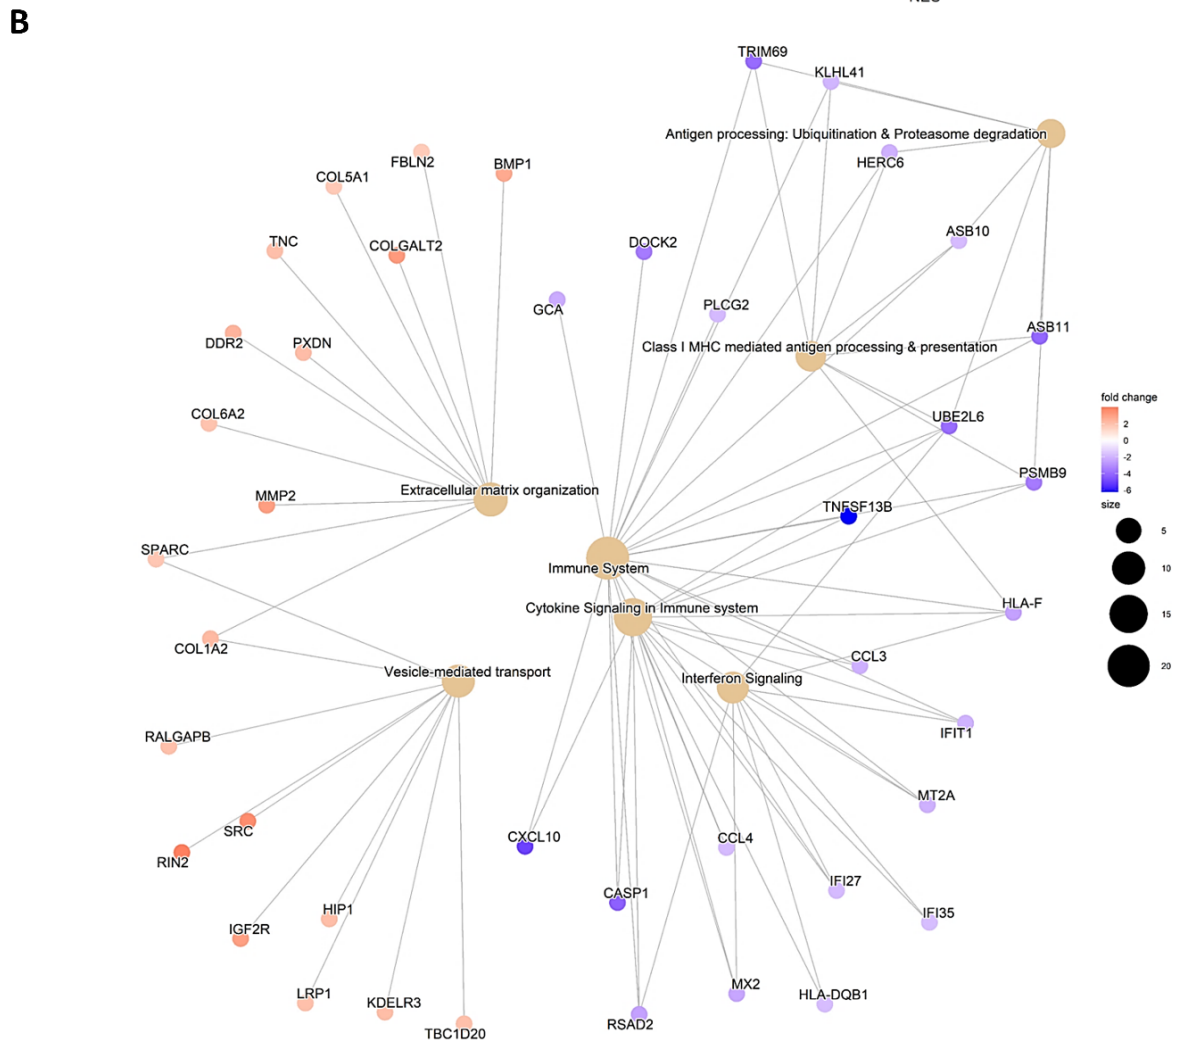 B
TRIM69
KLHL41
Antigen processing: Ubiquitination & Proteasome degradation
FBLN2
BMP1
HERC6
COL5A1
TNC
COLGALT2
DOCK2
ASB10
GCA
PLCG2
DDR2
PXDN
ASB11
Class I MHC mediated antigen processing & presentation
COL6A2
UBE2L6
fold change
2
0
-2
-4
-6
MMP2
Extracellular matrix organization
PSMB9
TNFSF13B
size
5
10
15
20
SPARC
Immune System
Cytokine Signaling in Immune system
HLA-F
COL1A2
Vesicle-mediated transport
CCL3
Interferon Signaling
RALGAPB
IFIT1
MT2A
SRC
RIN2
CXCL10
CCL4
CASP1
IFI27
IFI35
HIP1
IGF2R
LRP1
KDELR3
TBC1D20
RSAD2
MX2
HLA-DQB1